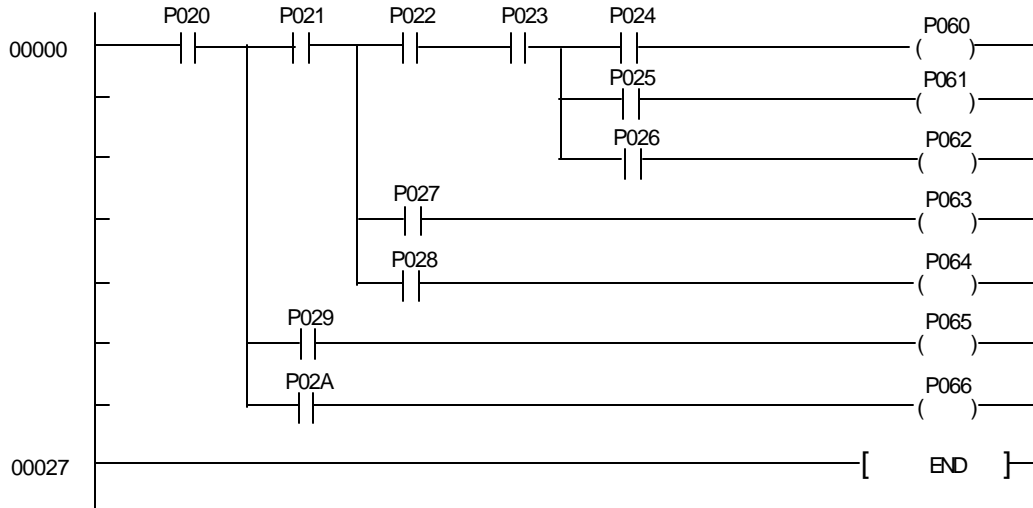 P020 P021 P022 P023 P024 P060
00000 ( )
P025 P061
( )
P026 P062
( )
P027 P063
( )
P028 P064
( )
P029 P065
( )
P02A P066
( )
00027 [ END ]